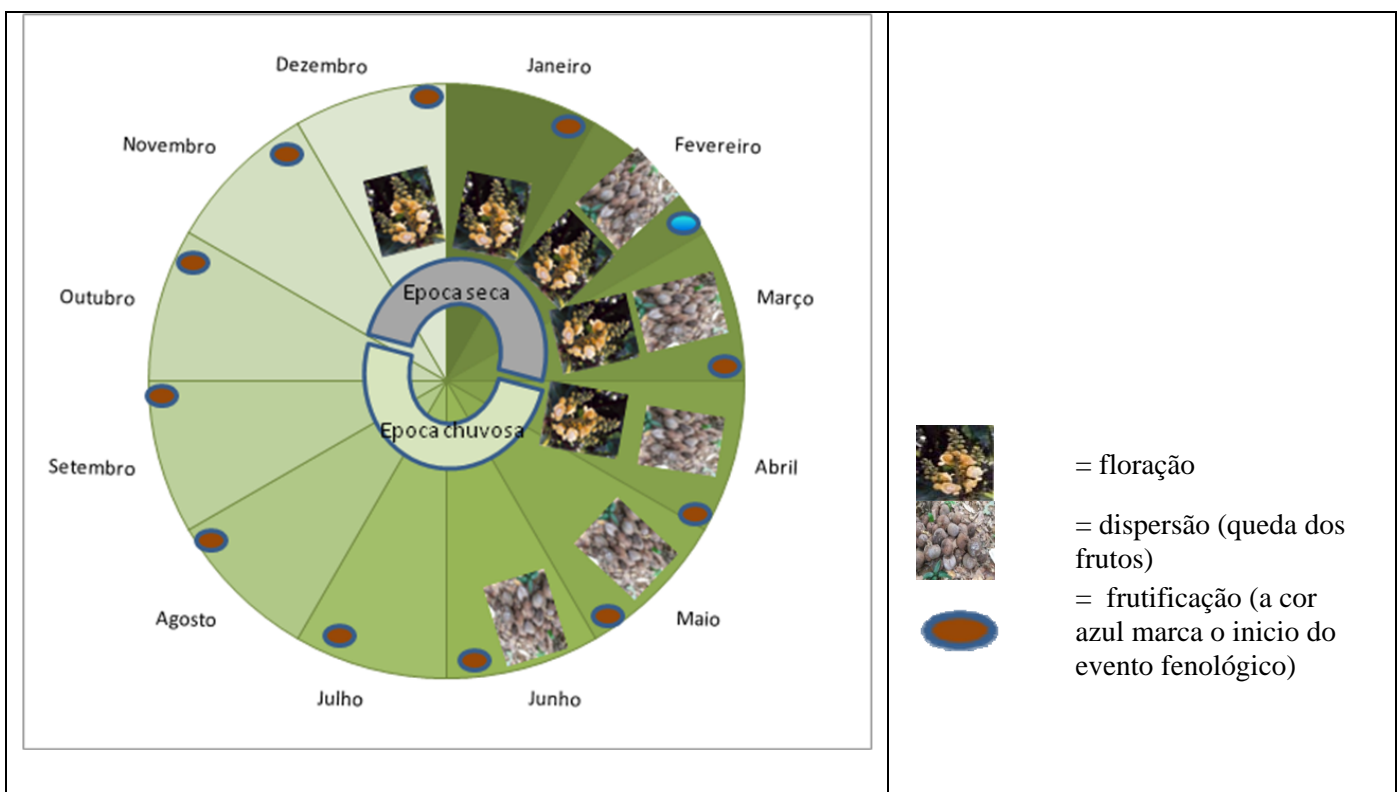 Dezembro
Janeiro
Novembro
Fevereiro
Epoca seca
Outubro
Março
Epoca chuvosa
Setembro
Abril
Agosto
Maio
Julho
Junho
= floração
= dispersão (queda dos
frutos)
= frutificação (a cor
azul marca o inicio do
evento fenológico)